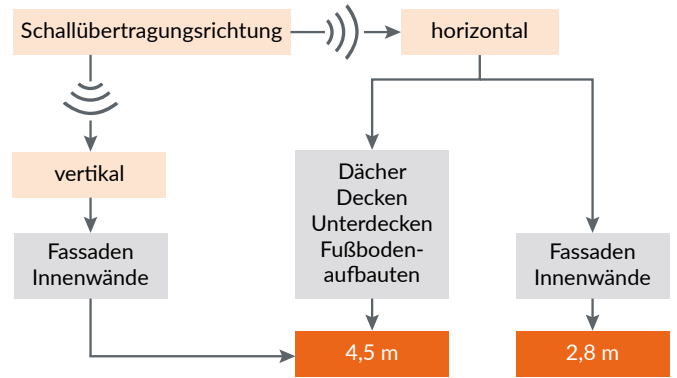 Schallübertragungsrichtung
horizontal
vertikal
Fassaden
Innenwände
Dächer
Decken
Unterdecken
Fußboden-
aufbauten
Fassaden
Innenwände
4,5 m
2,8 m